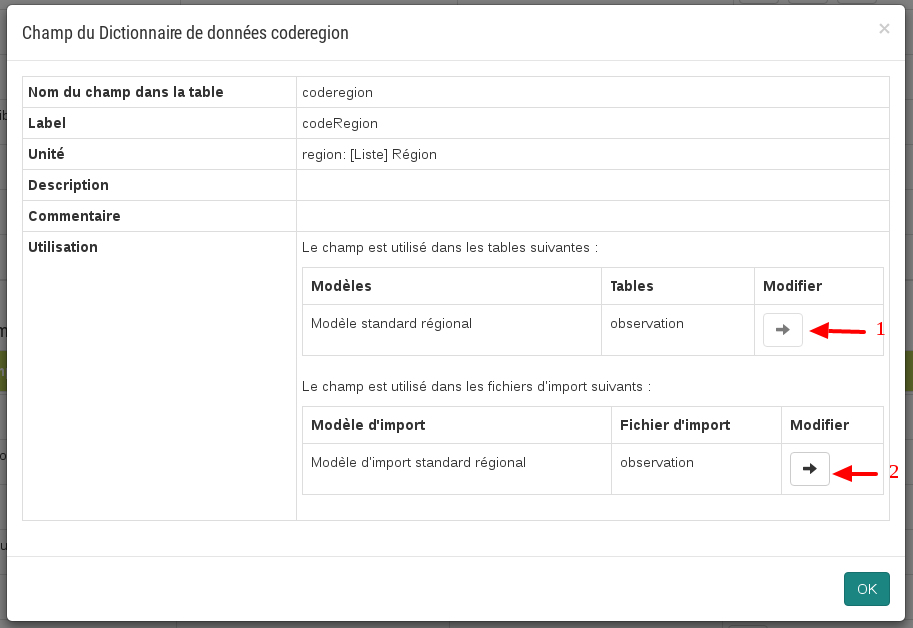 Champ du Dictionnaire de données coderegion ×
Nom du champ dans la table coderegion
Label codeRegion
Unité region: [Liste] Région
Description
Commentaire
Utilisation Le champ est utilisé dans les tables suivantes :
Modèles Tables Modifier
Modèle standard régional observation 1
Le champ est utilisé dans les fichiers d'import suivants :
Modèle d'import Fichier d'import Modifier
Modèle d'import standard régional observation 2
OK